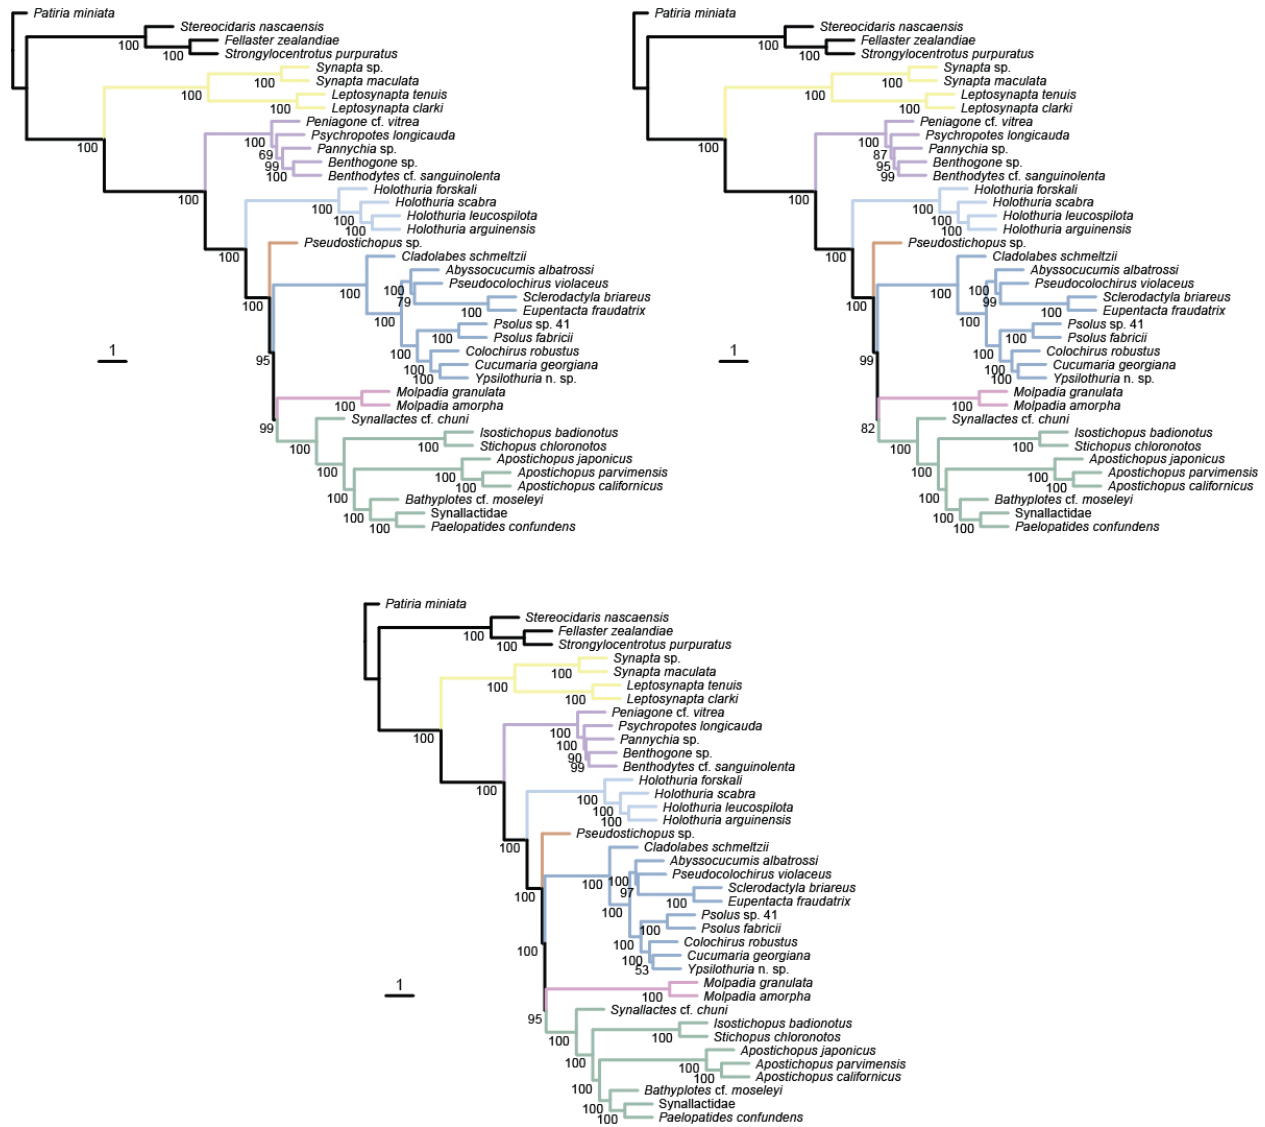 Patiria miniata
Stereocidaris nascaensis
100
Fellaster zealandiae
100
Strongylocentrotus purpuratus
Synapta sp.
100
Synapta maculata
100
Leptosynapta tenuis
100
Leptosynapta clarki
Peniagone cf. vitrea
100
Psychropotes longicauda
100
Pannychia sp.
69
Benthogone sp.
99
100
Benthodytes cf. sanguinolenta
Holothuria forskali
100
Holothuria scabra
100
100
Holothuria leucospilota
100
Holothuria arguinensis
100
Pseudostichopus sp.
Cladolabes schmeltzii
Abyssocucumis albatrossi
100
100
Pseudocolochirus violaceus
79
Sclerodactyla briareus
100
100
Eupentacta fraudatrix
100
Psolus sp. 41
100
Psolus fabricii
100
Colochirus robustus
95
1
Cucumaria georgiana
100
100
Ypsilothuria n. sp.
Molpadia granulata
100
Molpadia amorpha
Synallactes cf. chuni
99
Isostichopus badionotus
100
100
Stichopus chloronotos
Apostichopus japonicus
100
100
Apostichopus parvimensis
100
Apostichopus californicus
Bathyplotes cf. moseleyi
100
Synallactidae
100
Paelopatides confundens
Patiria miniata
Stereocidaris nascaensis
100
Fellaster zealandiae
100
Strongylocentrotus purpuratus
Synapta sp.
100
Synapta maculata
100
Leptosynapta tenuis
100
Leptosynapta clarki
Peniagone cf. vitrea
100
Psychropotes longicauda
100
Pannychia sp.
87
Benthogone sp.
95
99
Benthodytes cf. sanguinolenta
Holothuria forskali
100
Holothuria scabra
100
100
Holothuria leucospilota
100
Holothuria arguinensis
100
Pseudostichopus sp.
Cladolabes schmeltzii
Abyssocucumis albatrossi
100
100
Pseudocolochirus violaceus
99
Sclerodactyla briareus
100
100
Eupentacta fraudatrix
100
Psolus sp. 41
100
Psolus fabricii
100
Colochirus robustus
99
1
Cucumaria georgiana
100
100
Ypsilothuria n. sp.
Molpadia granulata
100
Molpadia amorpha
Synallactes cf. chuni
82
Isostichopus badionotus
100
100
Stichopus chloronotos
Apostichopus japonicus
100
100
Apostichopus parvimensis
100
Apostichopus californicus
Bathyplotes cf. moseleyi
100
Synallactidae
100
Paelopatides confundens
Patiria miniata
Stereocidaris nascaensis
100
Fellaster zealandiae
100
Strongylocentrotus purpuratus
Synapta sp.
100
Synapta maculata
100
Leptosynapta tenuis
100
Leptosynapta clarki
Peniagone cf. vitrea
100
Psychropotes longicauda
100
Pannychia sp.
100
Benthogone sp.
90
99
Benthodytes cf. sanguinolenta
Holothuria forskali
100
Holothuria scabra
100
100
Holothuria leucospilota
100
Holothuria arguinensis
100
Pseudostichopus sp.
Cladolabes schmeltzii
Abyssocucumis albatrossi
100
100
Pseudocolochirus violaceus
97
Sclerodactyla briareus
100
100
Eupentacta fraudatrix
100
Psolus sp. 41
100
Psolus fabricii
100
Colochirus robustus
100
Cucumaria georgiana
100
53
Ypsilothuria n. sp.
1
Molpadia granulata
100
Molpadia amorpha
Synallactes cf. chuni
95
Isostichopus badionotus
100
100
Stichopus chloronotos
Apostichopus japonicus
100
100
Apostichopus parvimensis
100
Apostichopus californicus
Bathyplotes cf. moseleyi
100
Synallactidae
100
Paelopatides confundens